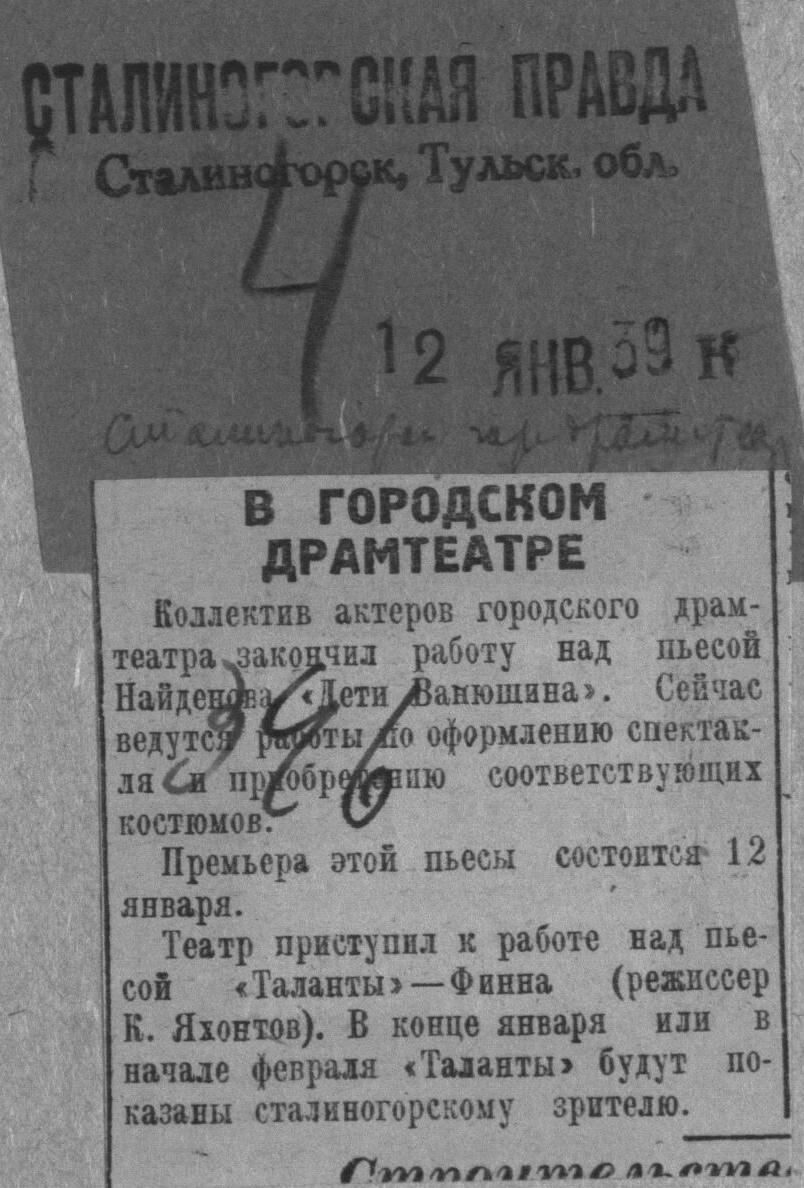 СТАЛИНОГОРСКАЯ ПРАВДА
Сталиногорск, Тульск. обл.
4
12 ЯНВ. 39 Н
Сталиногорск гор драмтеа
В ГОРОДСКОМ
ДРАМТЕАТРЕ
Коллектив актеров городского драм-
театра закончил работу над пьесой
Найденова «Дети Ванюшина». Сейчас
ведутся работы по оформлению спектак-
ля и приобретению соответствующих
костюмов.
Премьера этой пьесы состоится 12
января.
Театр приступил к работе над пье-
сой «Таланты»—Финна (режиссер
К. Яхонтов). В конце января или в
начале февраля «Таланты» будут по-
казаны сталиногорскому зрителю.